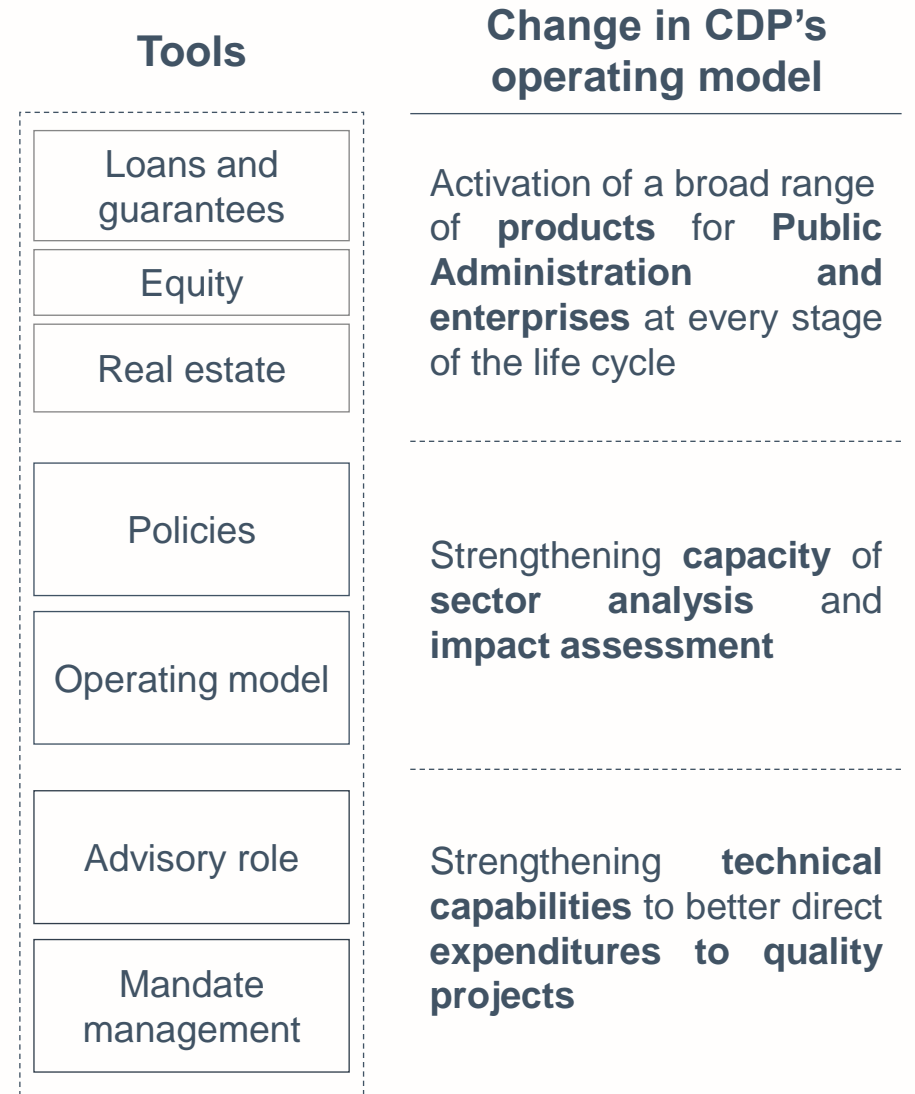 Tools
Change in CDP's
operating model
Loans and
guarantees
Equity
Real estate
Activation of a broad range
of products for Public
Administration and
enterprises at every stage
of the life cycle
Policies
Operating model
Strengthening capacity of
sector analysis and
impact assessment
Advisory role
Mandate
management
Strengthening technical
capabilities to better direct
expenditures to quality
projects